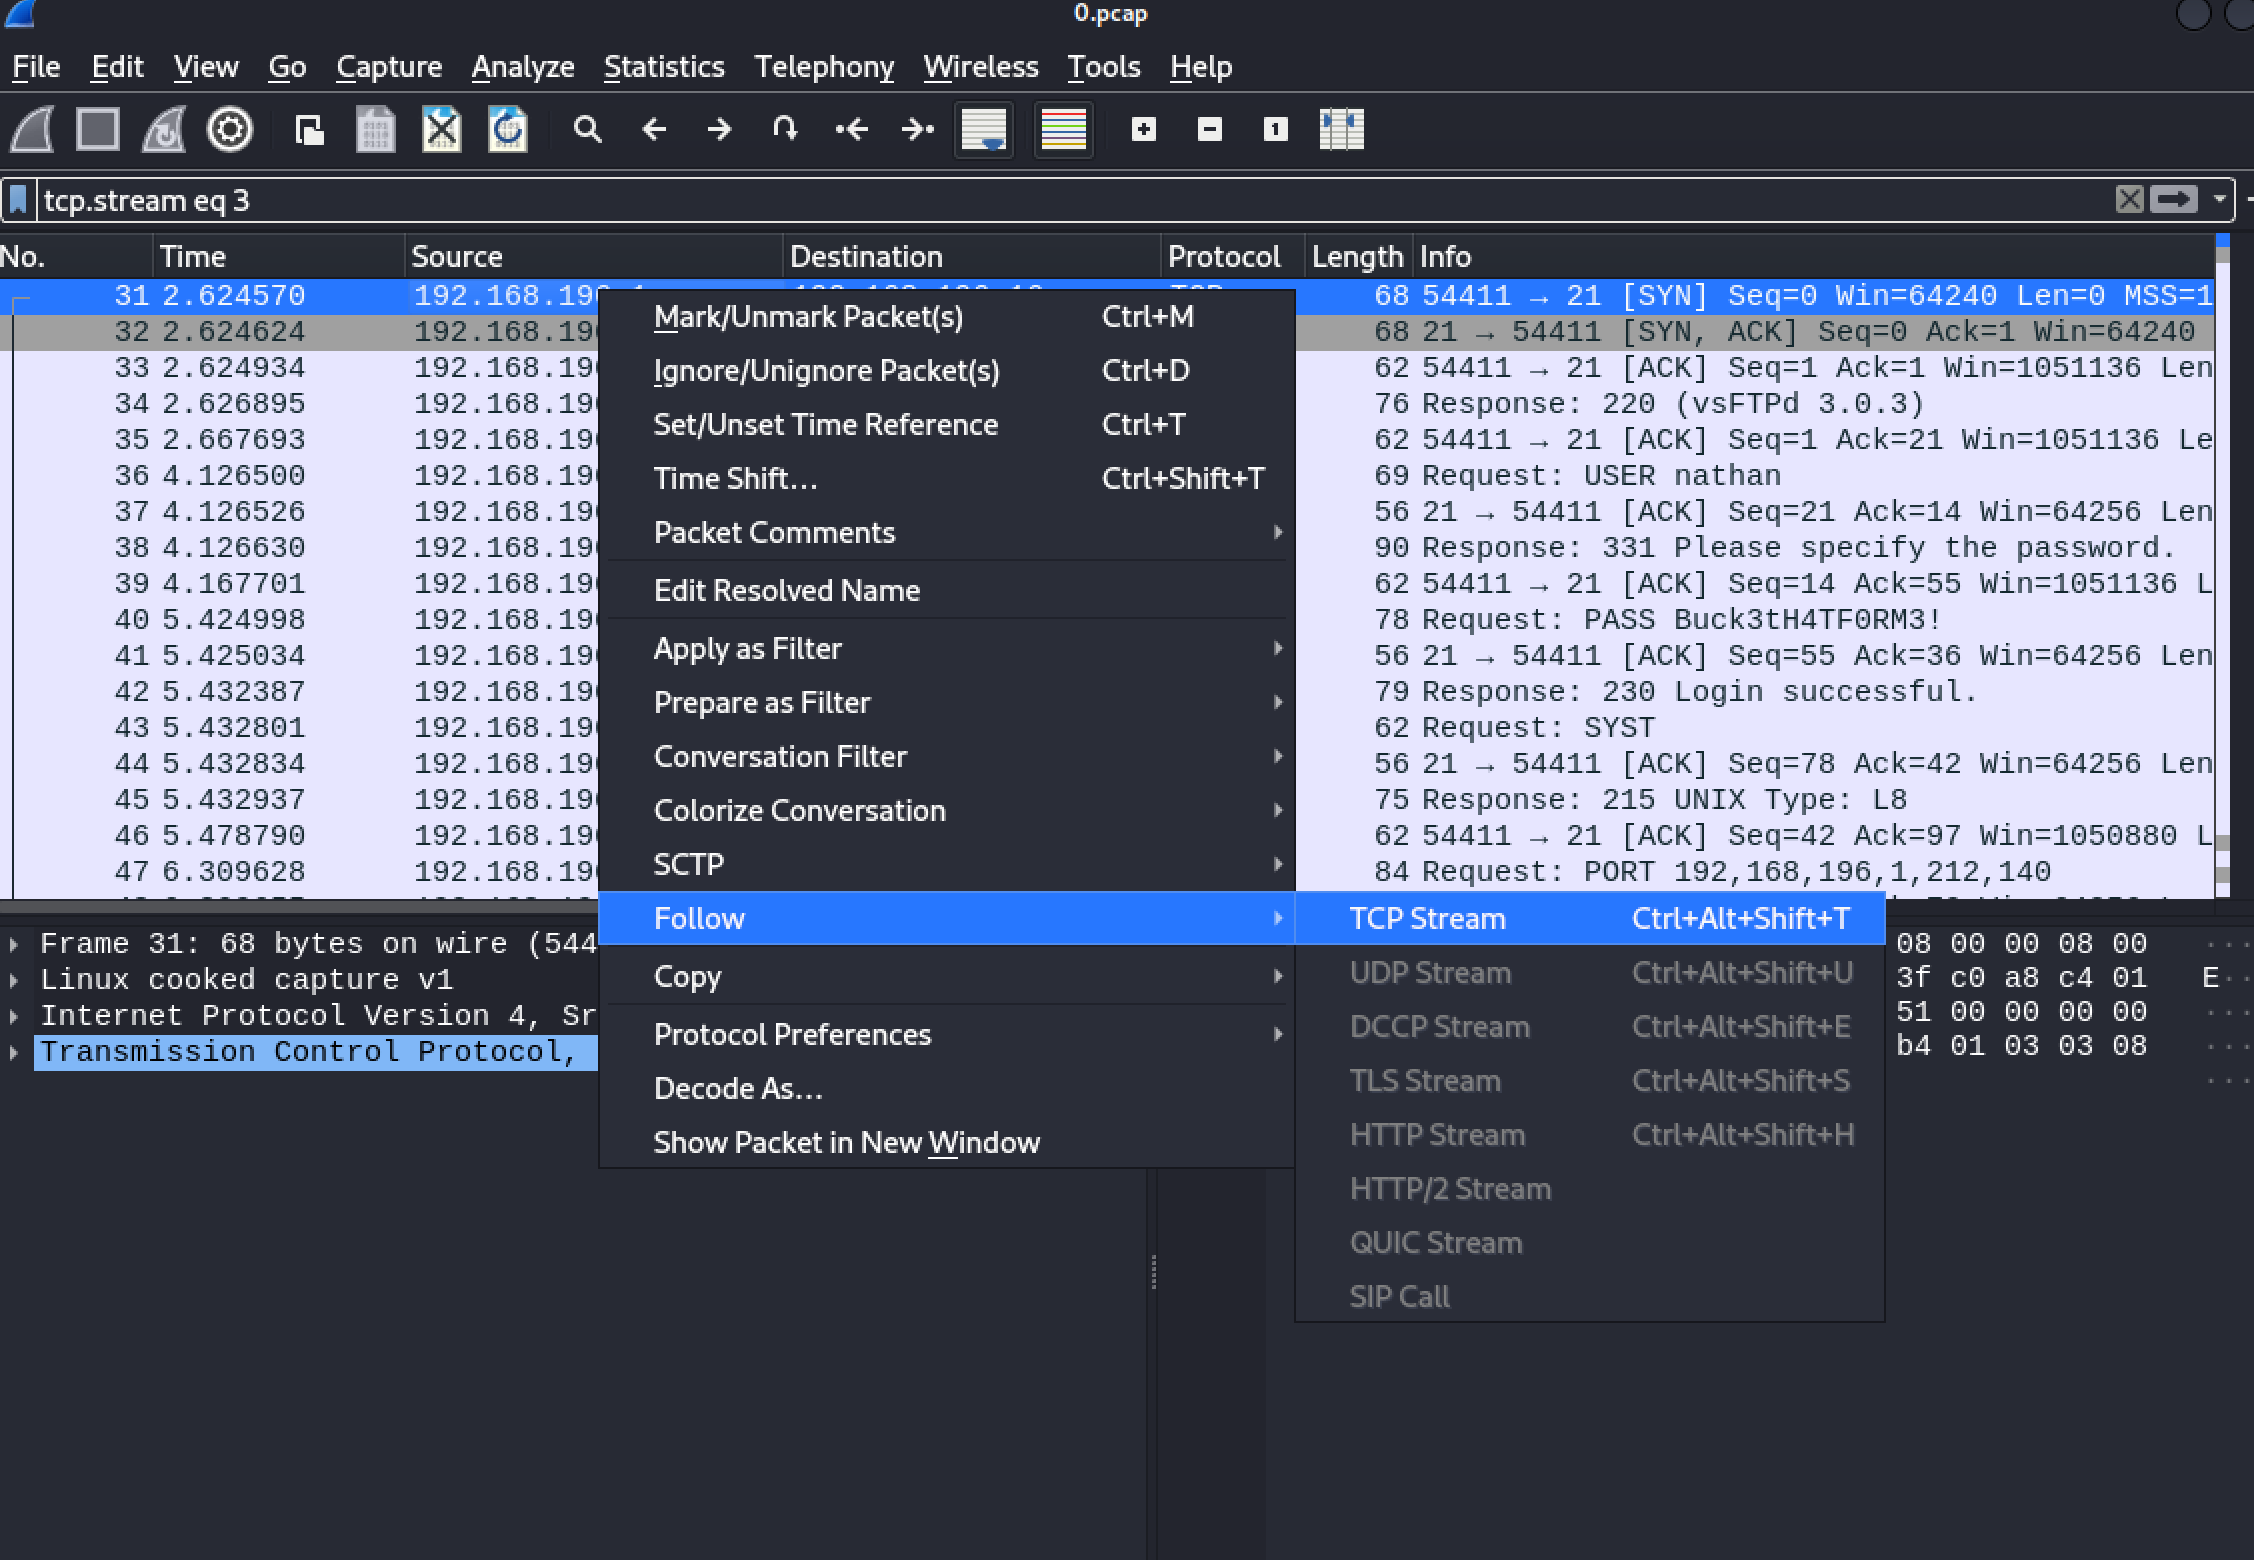 0.pcap
File Edit View Go Capture Analyze Statistics Telephony Wireless Tools Help
tcp.stream eq 3
No. Time Source Destination Protocol Length Info
31 2.624570 192.168.196.1 68 54411 → 21 [SYN] Seq=0 Win=64240 Len=0 MSS=1
32 2.624624 192.168.19 68 21 → 54411 [SYN, ACK] Seq=0 Ack=1 Win=64240
33 2.624934 192.168.19 62 54411 → 21 [ACK] Seq=1 Ack=1 Win=1051136 Len
34 2.626895 192.168.19 76 Response: 220 (vsFTPd 3.0.3)
35 2.667693 192.168.19 62 54411 → 21 [ACK] Seq=1 Ack=21 Win=1051136 Le
36 4.126500 192.168.19 69 Request: USER nathan
37 4.126526 192.168.19 56 21 → 54411 [ACK] Seq=21 Ack=14 Win=64256 Len
38 4.126630 192.168.19 90 Response: 331 Please specify the password.
39 4.167701 192.168.19 62 54411 → 21 [ACK] Seq=14 Ack=55 Win=1051136 L
40 5.424998 192.168.19 78 Request: PASS Buck3tH4TF0RM3!
41 5.425034 192.168.19 56 21 → 54411 [ACK] Seq=55 Ack=36 Win=64256 Len
42 5.432387 192.168.19 79 Response: 230 Login successful.
43 5.432801 192.168.19 62 Request: SYST
44 5.432834 192.168.19 56 21 → 54411 [ACK] Seq=78 Ack=42 Win=64256 Len
45 5.432937 192.168.19 75 Response: 215 UNIX Type: L8
46 5.478790 192.168.19 62 54411 → 21 [ACK] Seq=42 Ack=97 Win=1050880 L
47 6.309628 192.168.19 84 Request: PORT 192,168,196,1,212,140
Mark/Unmark Packet(s) Ctrl+M
Ignore/Unignore Packet(s) Ctrl+D
Set/Unset Time Reference Ctrl+T
Time Shift... Ctrl+Shift+T
Packet Comments
Edit Resolved Name
Apply as Filter
Prepare as Filter
Conversation Filter
Colorize Conversation
SCTP
Follow
Copy
Protocol Preferences
Decode As...
Show Packet in New Window
TCP Stream Ctrl+Alt+Shift+T
UDP Stream Ctrl+Alt+Shift+U
DCCP Stream Ctrl+Alt+Shift+E
TLS Stream Ctrl+Alt+Shift+S
HTTP Stream Ctrl+Alt+Shift+H
HTTP/2 Stream
QUIC Stream
SIP Call
Frame 31: 68 bytes on wire (544
Linux cooked capture v1
Internet Protocol Version 4, Sr
Transmission Control Protocol,
08 00 00 08 00 ...
3f c0 a8 c4 01 E..
51 00 00 00 00 ...
b4 01 03 03 08 ...
...